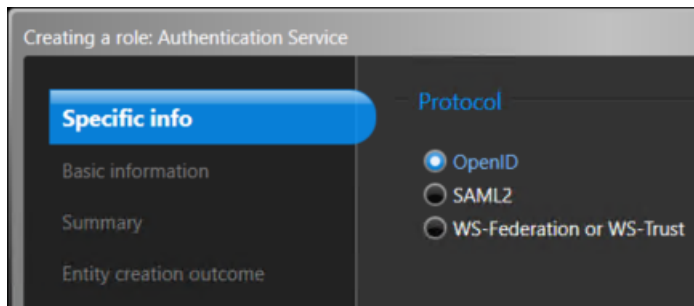 Creating a role: Authentication Service
Specific info
Basic information
Summary
Entity creation outcome
Protocol
OpenID
SAML2
WS-Federation or WS-Trust